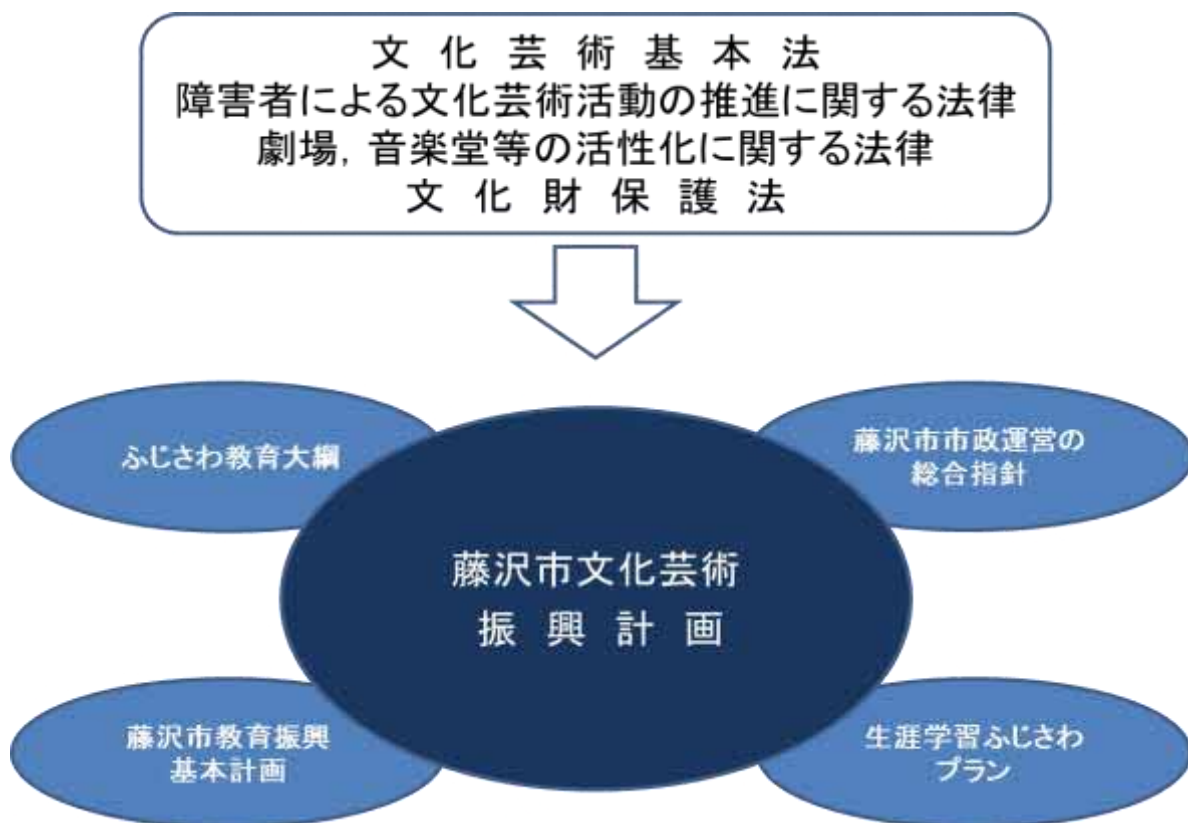 文 化 芸 術 基 本 法
障害者による文化芸術活動の推進に関する法律
劇場，音楽堂等の活性化に関する法律
文 化 財 保 護 法
ふじさわ教育大綱
藤沢市市政運営の
総合指針
藤沢市文化芸術
振 興 計 画
藤沢市教育振興
基本計画
生涯学習ふじさわ
プラン